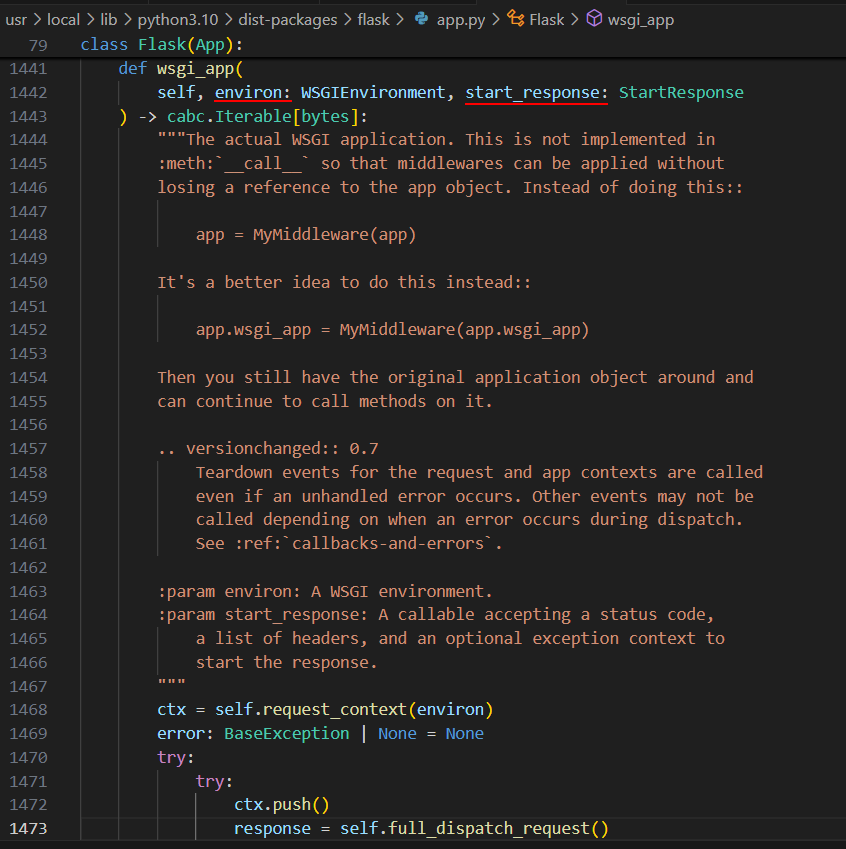 usr > local > lib > python3.10 > dist-packages > flask > app.py > Flask > wsgi_app
79 class Flask(App):
1441 def wsgi_app(
1442 self, environ: WSGIEnvironment, start_response: StartResponse
1443 ) -> cabc.Iterable[bytes]:
1444 """The actual WSGI application. This is not implemented in
1445 :meth:`__call__` so that middlewares can be applied without
1446 losing a reference to the app object. Instead of doing this::
1447
1448 app = MyMiddleware(app)
1449
1450 It's a better idea to do this instead::
1451
1452 app.wsgi_app = MyMiddleware(app.wsgi_app)
1453
1454 Then you still have the original application object around and
1455 can continue to call methods on it.
1456
1457 .. versionchanged:: 0.7
1458 Teardown events for the request and app contexts are called
1459 even if an unhandled error occurs. Other events may not be
1460 called depending on when an error occurs during dispatch.
1461 See :ref:`callbacks-and-errors`.
1462
1463 :param environ: A WSGI environment.
1464 :param start_response: A callable accepting a status code,
1465 a list of headers, and an optional exception context to
1466 start the response.
1467 """
1468 ctx = self.request_context(environ)
1469 error: BaseException | None = None
1470 try:
1471 try:
1472 ctx.push()
1473 response = self.full_dispatch_request()